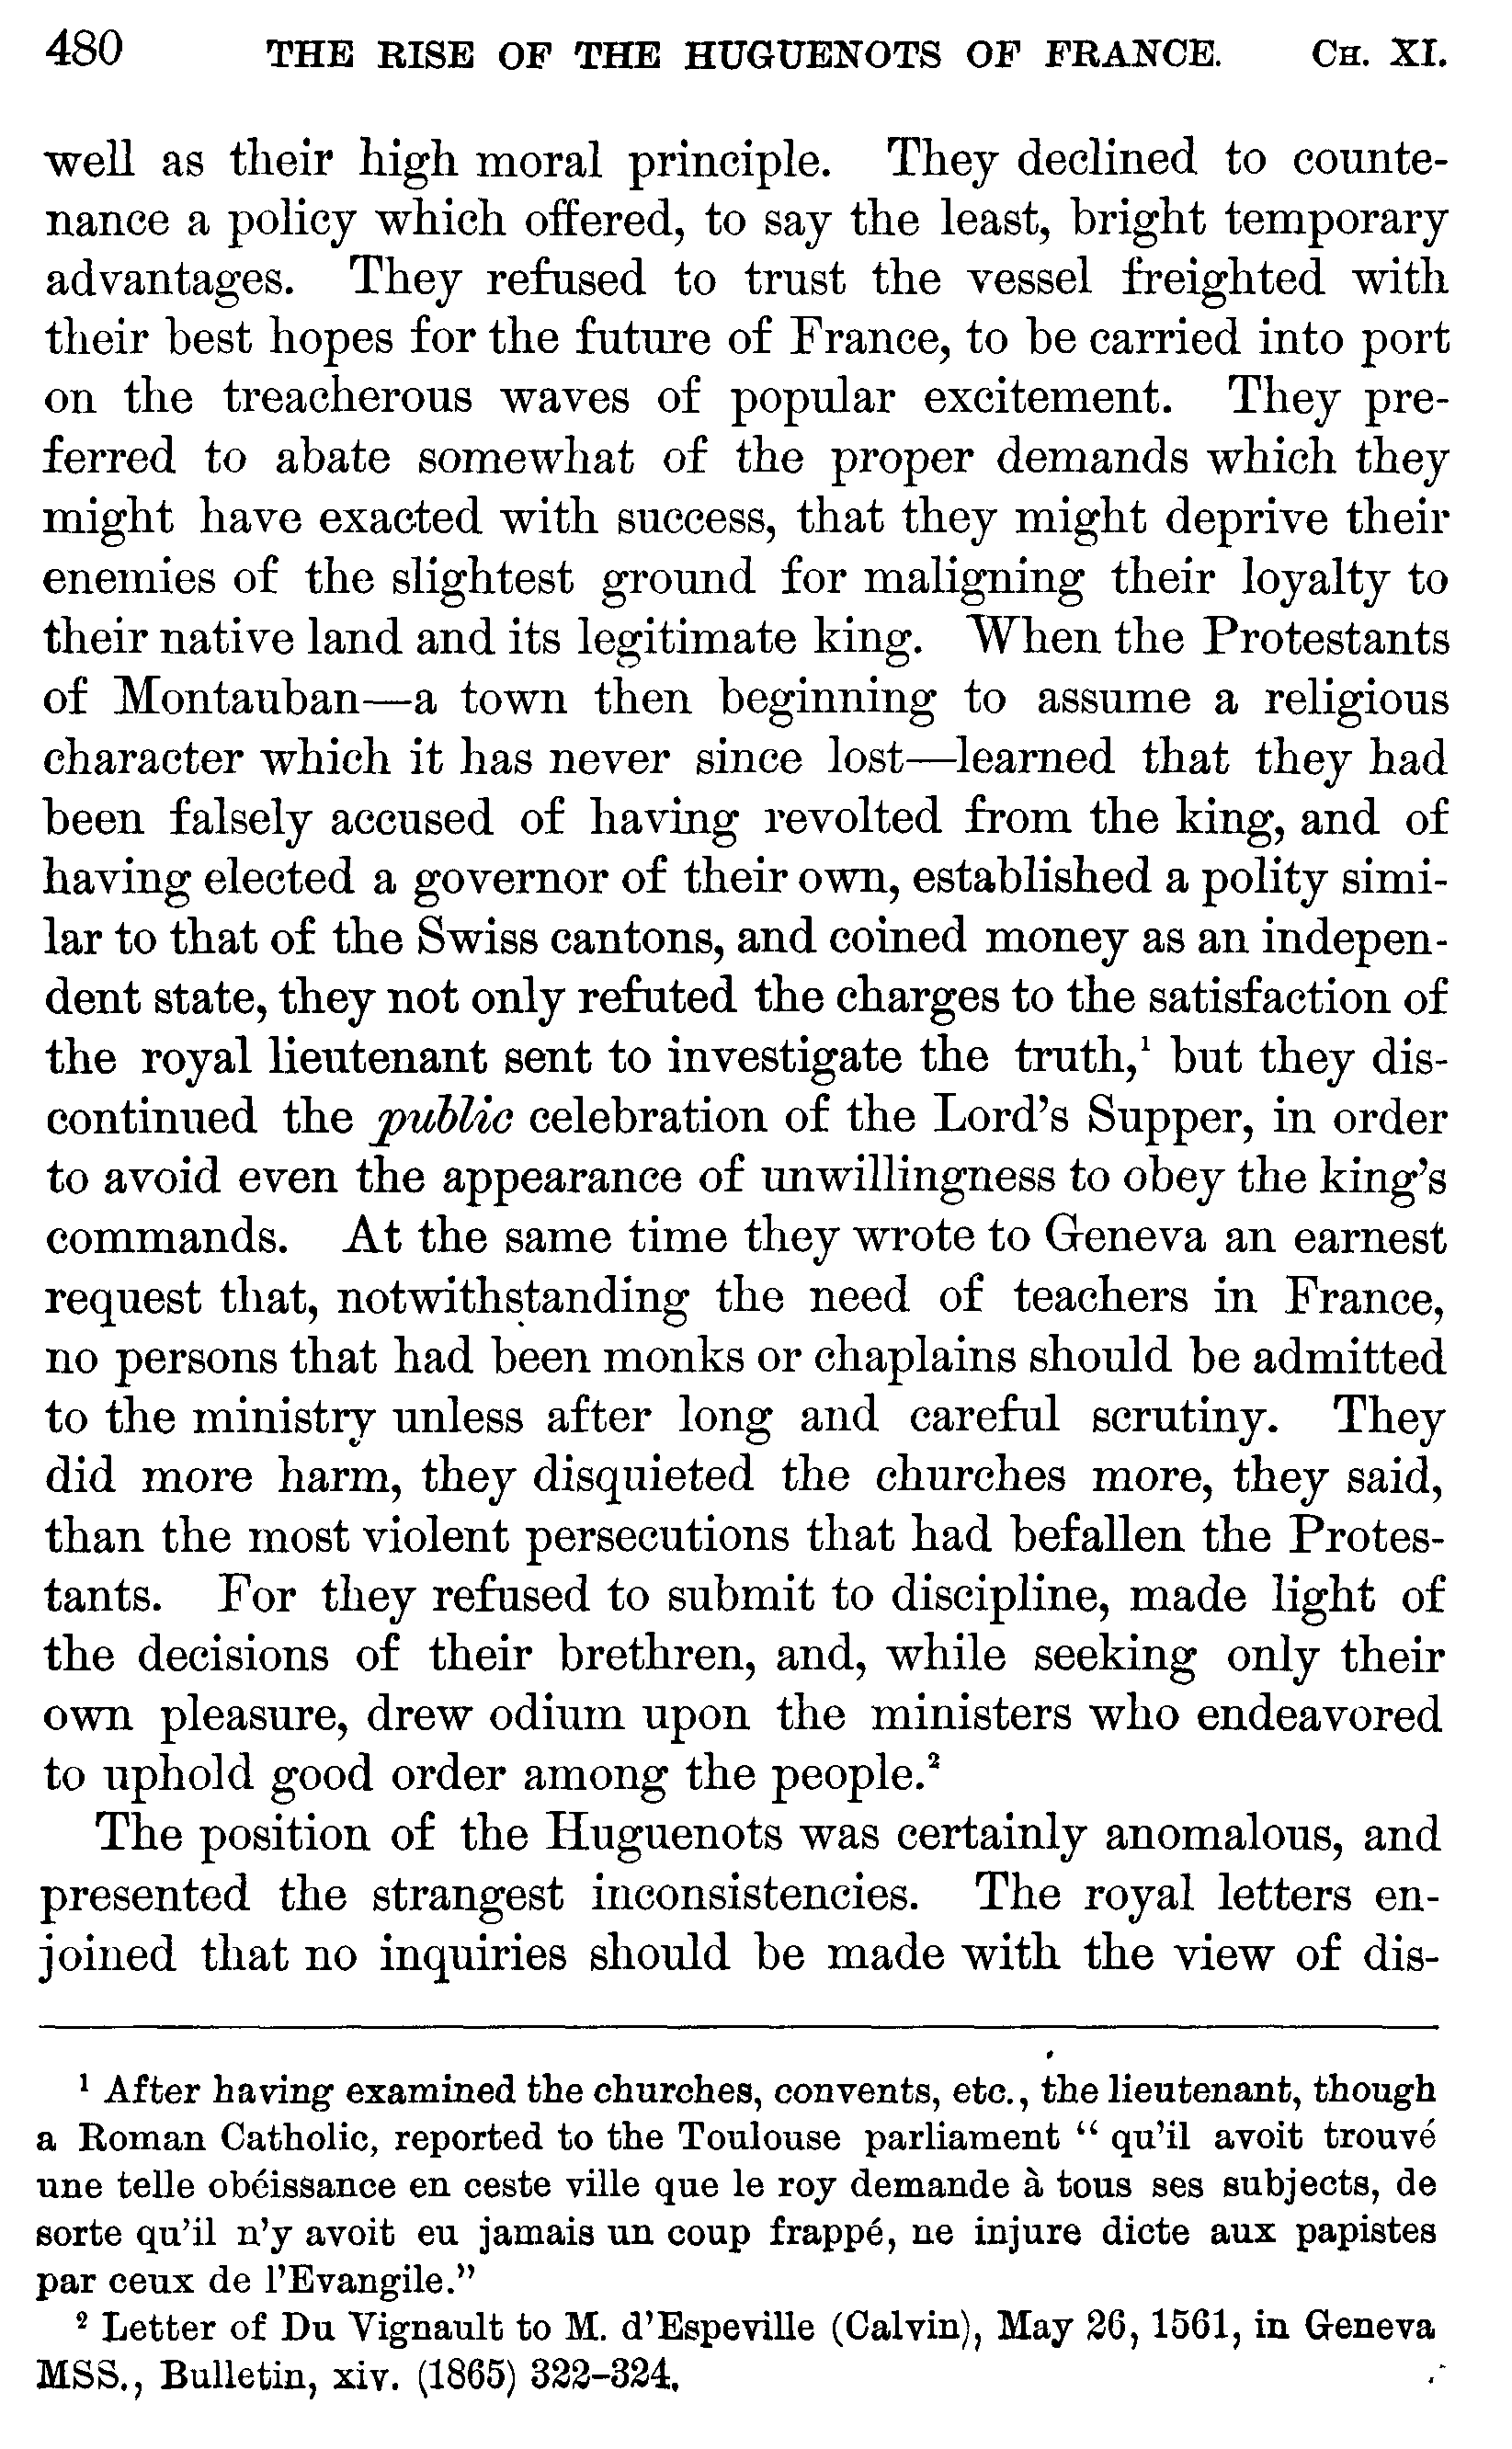 480 THE RISE OF THE HUGUENOTS OF FRANCE. CH. XI.
well as their high moral principle. They declined to counte-
nance a policy which offered, to say the least, bright temporary
advantages. They refused to trust the vessel freighted with
their best hopes for the future of France, to be carried into port
on the treacherous waves of popular excitement. They pre-
ferred to abate somewhat of the proper demands which they
might have exacted with success, that they might deprive their
enemies of the slightest ground for maligning their loyalty to
their native land and its legitimate king. When the Protestants
of Montauban—a town then beginning to assume a religious
character which it has never since lost—learned that they had
been falsely accused of having revolted from the king, and of
having elected a governor of their own, established a polity simi-
lar to that of the Swiss cantons, and coined money as an indepen-
dent state, they not only refuted the charges to the satisfaction of
the royal lieutenant sent to investigate the truth,¹ but they dis-
continued the public celebration of the Lord's Supper, in order
to avoid even the appearance of unwillingness to obey the king's
commands. At the same time they wrote to Geneva an earnest
request that, notwithstanding the need of teachers in France,
no persons that had been monks or chaplains should be admitted
to the ministry unless after long and careful scrutiny. They
did more harm, they disquieted the churches more, they said,
than the most violent persecutions that had befallen the Protes-
tants. For they refused to submit to discipline, made light of
the decisions of their brethren, and, while seeking only their
own pleasure, drew odium upon the ministers who endeavored
to uphold good order among the people.²
The position of the Huguenots was certainly anomalous, and
presented the strangest inconsistencies. The royal letters en-
joined that no inquiries should be made with the view of dis-
¹ After having examined the churches, convents, etc., the lieutenant, though
a Roman Catholic, reported to the Toulouse parliament "qu'il avoit trouvé
une telle obéissance en ceste ville que le roy demande à tous ses subjects, de
sorte qu'il n'y avoit eu jamais un coup frappé, ne injure dicte aux papistes
par ceux de l'Evangile."
² Letter of Du Vignault to M. d'Espeville (Calvin), May 26, 1561, in Geneva
MSS., Bulletin, xiv. (1865) 322–324.